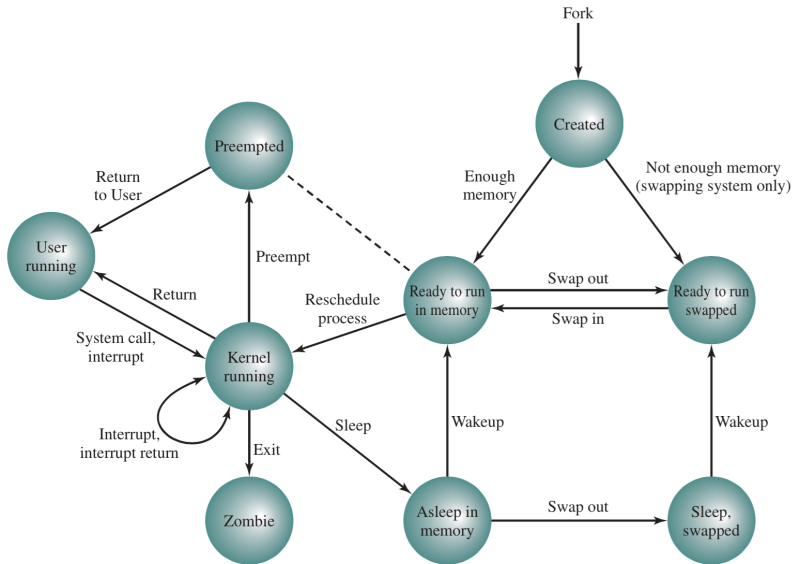 Fork
Created
Preempted
Return
to User
Enough
memory
Not enough memory
(swapping system only)
User
running
Preempt
Return
Reschedule
process
Ready to run
in memory
Swap out
Swap in
Ready to run
swapped
System call,
interrupt
Kernel
running
Interrupt,
interrupt return
Sleep
Wakeup
Wakeup
Exit
Zombie
Asleep in
memory
Swap out
Sleep,
swapped